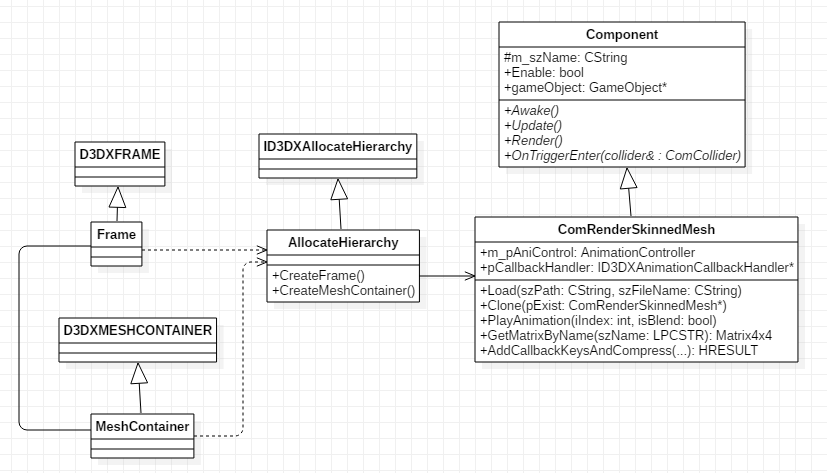 Component
#m_szName: CString
+Enable: bool
+gameObject: GameObject*
+Awake()
+Update()
+Render()
+OnTriggerEnter(collider& : ComCollider)
D3DXFRAME
ID3DXAllocateHierarchy
Frame
AllocateHierarchy
+CreateFrame()
+CreateMeshContainer()
ComRenderSkinnedMesh
+m_pAniControl: AnimationController
+pCallbackHandler: ID3DXAnimationCallbackHandler*
+Load(szPath: CString, szFileName: CString)
+Clone(pExist: ComRenderSkinnedMesh*)
+PlayAnimation(iIndex: int, isBlend: bool)
+GetMatrixByName(szName: LPCSTR): Matrix4x4
+AddCallbackKeysAndCompress(...): HRESULT
D3DXMESHCONTAINER
MeshContainer